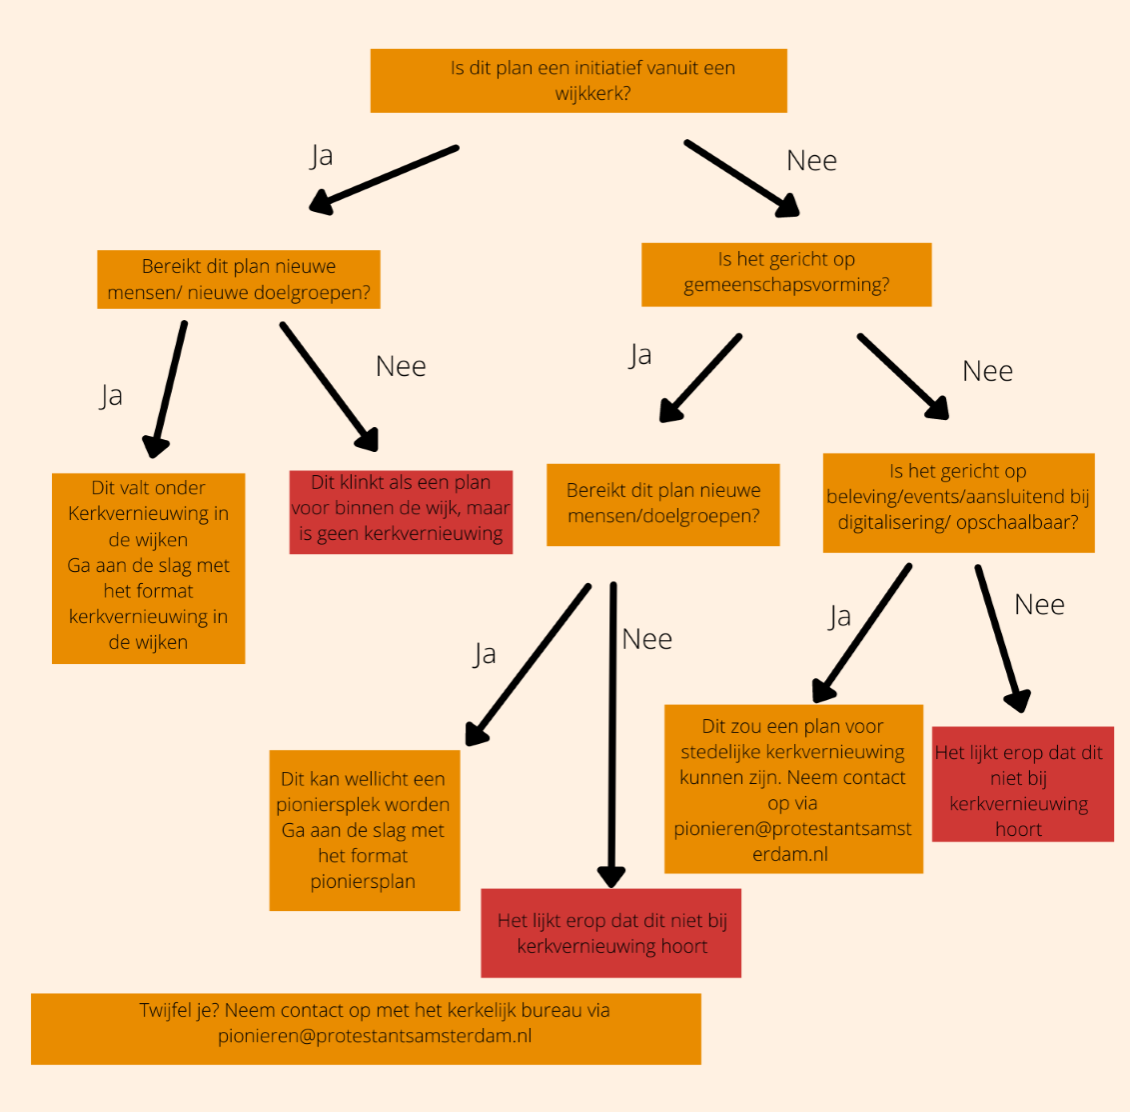 Is dit plan een initiatief vanuit een
wijkkerk?
Ja
Nee
Bereikt dit plan nieuwe
mensen/ nieuwe doelgroepen?
Is het gericht op
gemeenschapsvorming?
Ja
Nee
Ja
Nee
Dit valt onder
Kerkvernieuwing in
de wijken
Ga aan de slag met
het format
kerkvernieuwing in
de wijken
Dit klinkt als een plan
voor binnen de wijk, maar
is geen kerkvernieuwing
Bereikt dit plan nieuwe
mensen/doelgroepen?
Is het gericht op
beleving/events/aansluitend bij
digitalisering/ opschaalbaar?
Ja
Nee
Ja
Nee
Dit kan wellicht een
pioniersplek worden
Ga aan de slag met
het format
pioniersplan
Het lijkt erop dat dit niet bij
kerkvernieuwing hoort
Dit zou een plan voor
stedelijke kerkvernieuwing
kunnen zijn. Neem contact
op via
pionieren@protestantsamst
erdam.nl
Het lijkt erop dat dit
niet bij
kerkvernieuwing
hoort
Twijfel je? Neem contact op met het kerkelijk bureau via
pionieren@protestantsamsterdam.nl